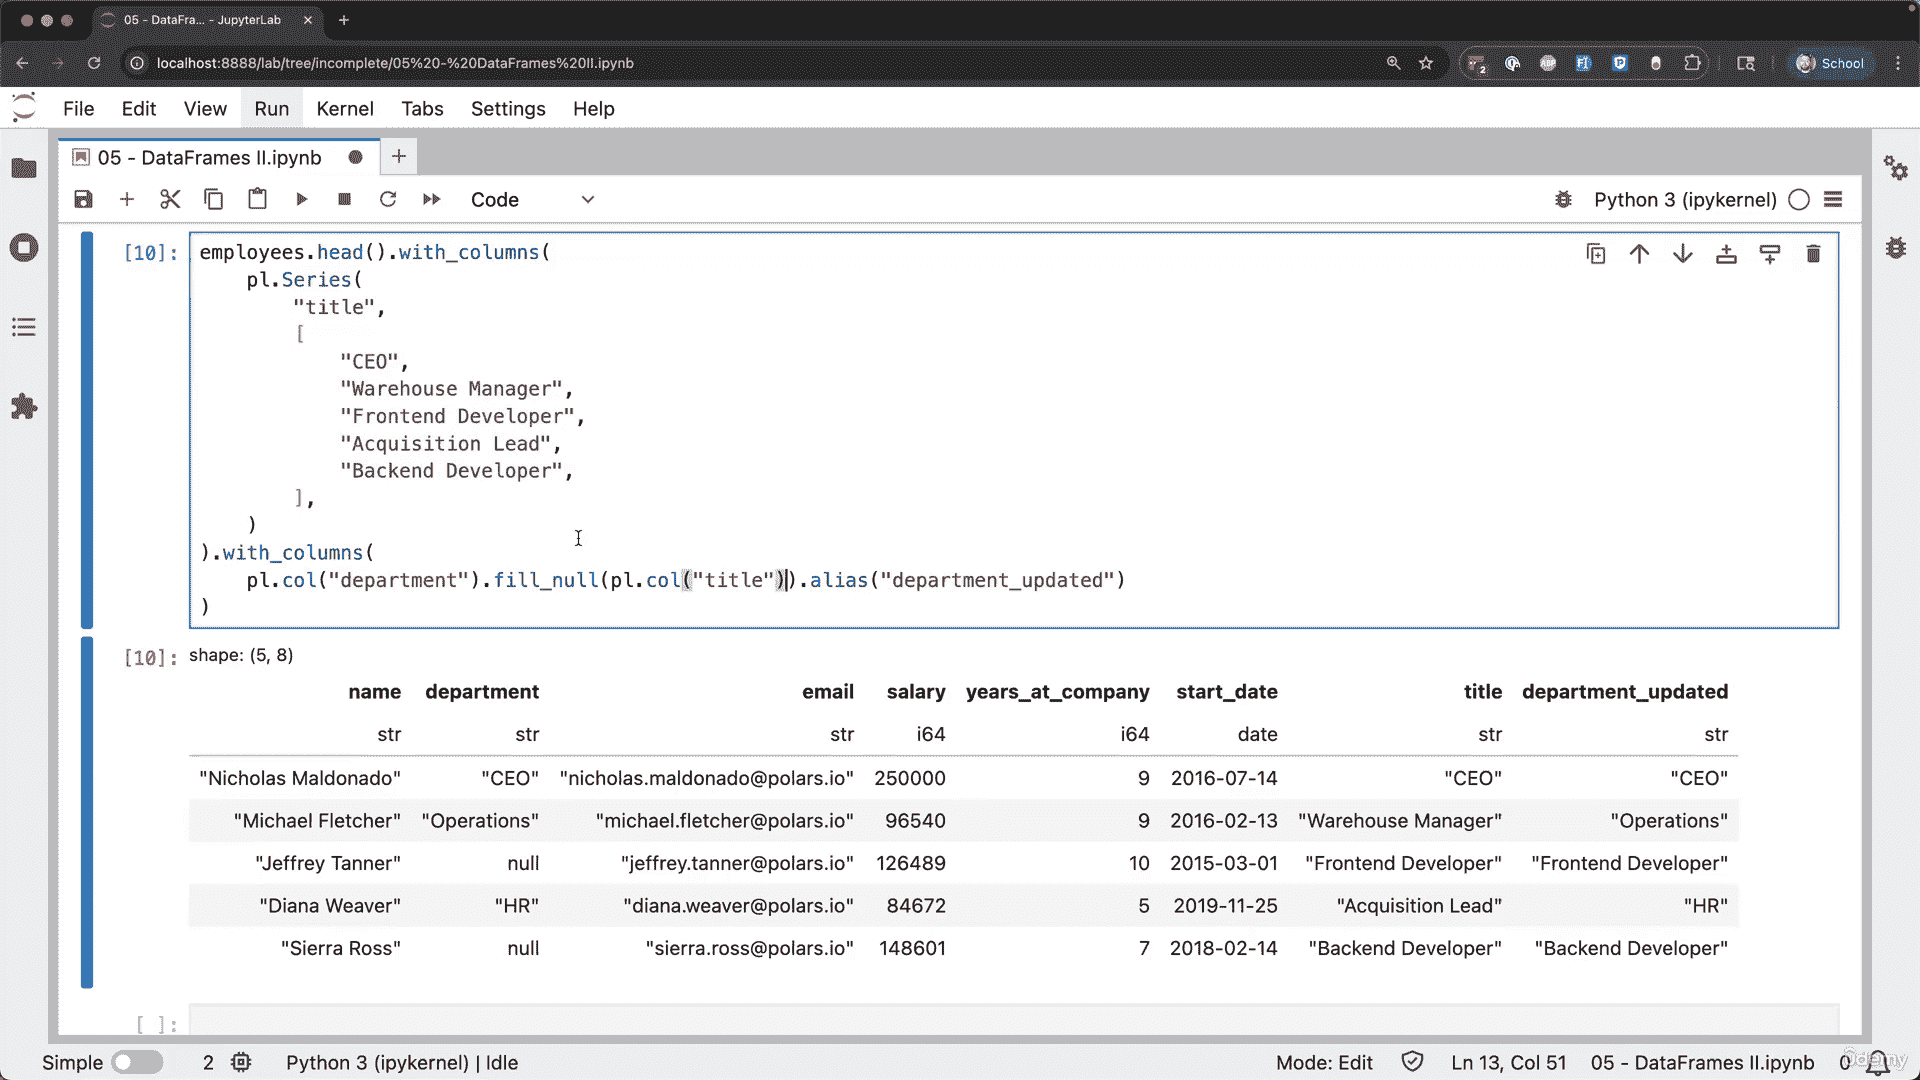 05 - DataFra... - JupyterLab
localhost:8888/lab/tree/incomplete/05%20-%20DataFrames%20II.ipynb
2
ABP
School
File Edit View Run Kernel Tabs Settings Help
05 - DataFrames II.ipynb
Code
Python 3 (ipykernel)
[10]:
employees.head().with_columns(
    pl.Series(
        "title",
        [
            "CEO",
            "Warehouse Manager",
            "Frontend Developer",
            "Acquisition Lead",
            "Backend Developer",
        ],
    )
).with_columns(
    pl.col("department").fill_null(pl.col("title")).alias("department_updated")
)
[10]: shape: (5, 8)
name department email salary years_at_company start_date title department_updated
str str str i64 i64 date str str
"Nicholas Maldonado" "CEO" "nicholas.maldonado@polars.io" 250000 9 2016-07-14 "CEO" "CEO"
"Michael Fletcher" "Operations" "michael.fletcher@polars.io" 96540 9 2016-02-13 "Warehouse Manager" "Operations"
"Jeffrey Tanner" null "jeffrey.tanner@polars.io" 126489 10 2015-03-01 "Frontend Developer" "Frontend Developer"
"Diana Weaver" "HR" "diana.weaver@polars.io" 84672 5 2019-11-25 "Acquisition Lead" "HR"
"Sierra Ross" null "sierra.ross@polars.io" 148601 7 2018-02-14 "Backend Developer" "Backend Developer"
[ ]:
Simple 2 Python 3 (ipykernel) | Idle Mode: Edit Ln 13, Col 51 05 - DataFrames II.ipynb 0
udemy